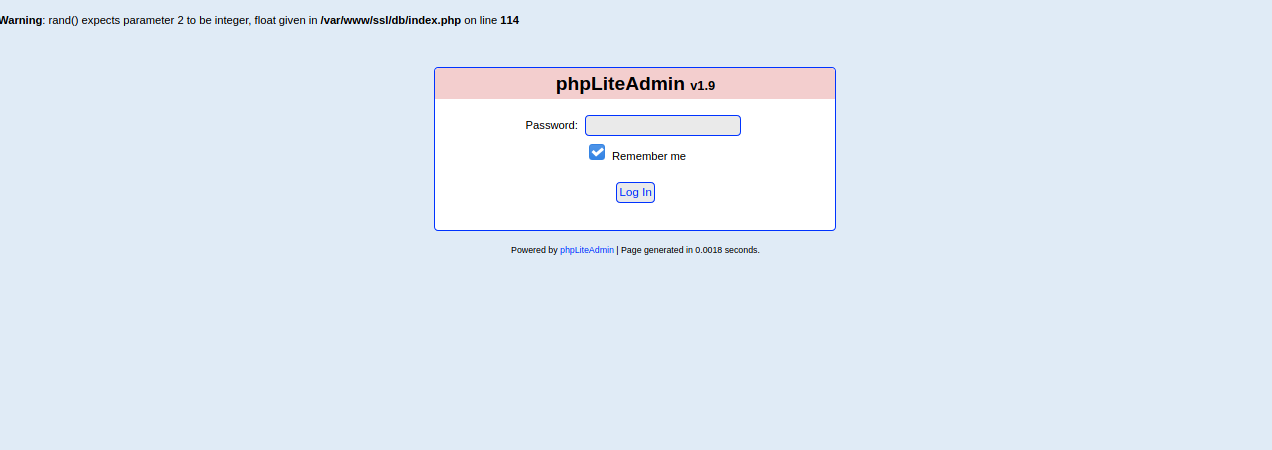 Warning: rand() expects parameter 2 to be integer, float given in /var/www/ssl/db/index.php on line 114
phpLiteAdmin v1.9
Password:
Remember me
Log In
Powered by phpLiteAdmin | Page generated in 0.0018 seconds.